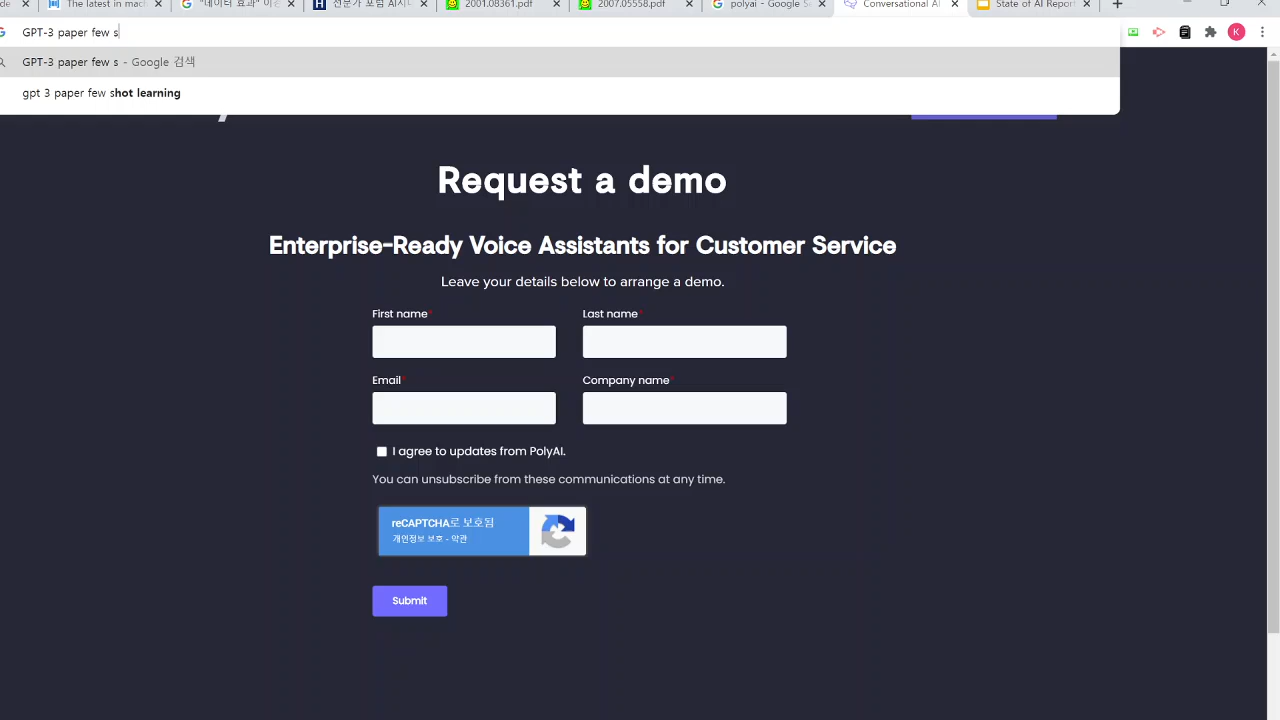 The latest in mach
"데이터 효과"
전문가 포럼
2001.08361.pdf
2007.05558.pdf
polyai - Google Se
Conversational AI
State of AI Report
GPT-3 paper few s
GPT-3 paper few s - Google 검색
gpt 3 paper few shot learning
K
Request a demo
Enterprise-Ready Voice Assistants for Customer Service
Leave your details below to arrange a demo.
First name*
Last name*
Email*
Company name*
I agree to updates from PolyAI.
You can unsubscribe from these communications at any time.
reCAPTCHA로 보호됨
개인정보 보호 - 약관
Submit